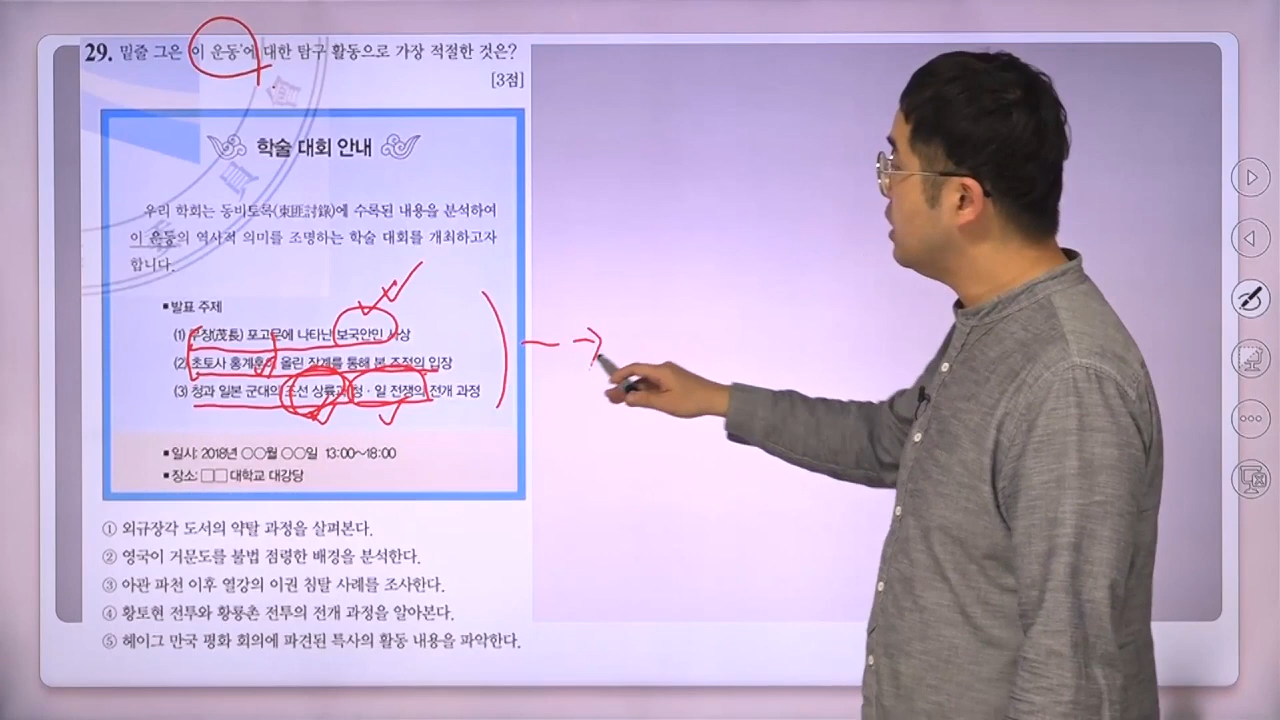 29. 밑줄 그은 '이 운동'에 대한 탐구 활동으로 가장 적절한 것은?
[3점]
학술 대회 안내
우리 학회는 동비토록(東匪討錄)에 수록된 내용을 분석하여
이 운동의 역사적 의미를 조명하는 학술 대회를 개최하고자
합니다.
■ 발표 주제
(1) 무장(茂長) 포고문에 나타난 보국안민 사상
(2) 초토사 홍계훈이 올린 장계를 통해 본 조정의 입장
(3) 청과 일본 군대의 조선 상륙과 청·일 전쟁의 전개 과정
■ 일시: 2018년 ○○월 ○○일 13:00~18:00
■ 장소: □□대학교 대강당
① 외규장각 도서의 약탈 과정을 살펴본다.
② 영국이 거문도를 불법 점령한 배경을 분석한다.
③ 아관 파천 이후 열강의 이권 침탈 사례를 조사한다.
④ 황토현 전투와 황룡촌 전투의 전개 과정을 알아본다.
⑤ 헤이그 만국 평화 회의에 파견된 특사의 활동 내용을 파악한다.